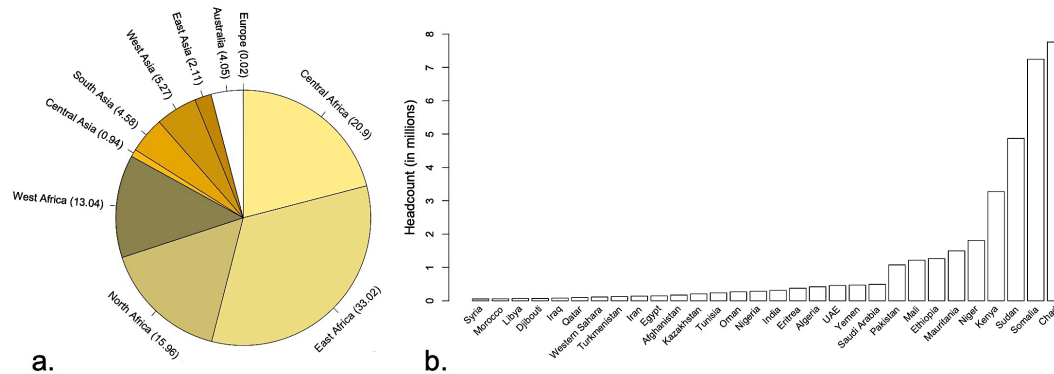 Europe (0.02)
Australia (4.05)
East Asia (2.11)
West Asia (5.27)
South Asia (4.58)
Central Asia (0.94)
West Africa (13.04)
North Africa (15.96)
East Africa (33.02)
Central Africa (20.9)
a.
Headcount (in millions)
8
7
6
5
4
3
2
1
0
Syria
Morocco
Libya
Djibouti
Iraq
Qatar
Western Sahara
Turkmenistan
Iran
Egypt
Afghanistan
Kazakhstan
Tunisia
Oman
Nigeria
India
Eritrea
Algeria
UAE
Yemen
Saudi Arabia
Pakistan
Mali
Ethiopia
Mauritania
Niger
Kenya
Sudan
Somalia
Chad
b.